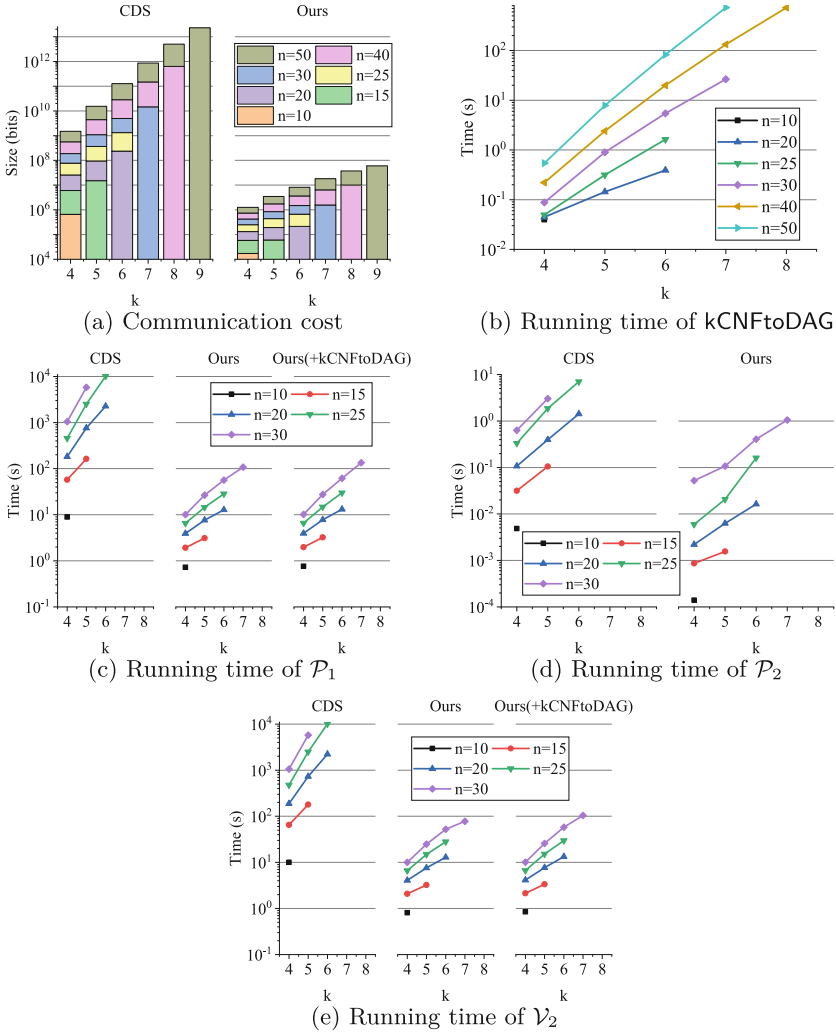 CDS
Ours
10^12
10^10
10^8
10^6
10^4
Size (bits)
n=50
n=40
n=30
n=25
n=20
n=15
n=10
4 5 6 7 8 9
4 5 6 7 8 9
k
k
(a) Communication cost
10^2
10^1
10^0
10^-1
10^-2
Time (s)
n=10
n=20
n=25
n=30
n=40
n=50
4 5 6 7 8
k
(b) Running time of kCNFtoDAG
CDS
Ours
Ours(+kCNFtoDAG)
10^4
10^3
10^2
10^1
10^0
10^-1
Time (s)
n=10
n=15
n=20
n=25
n=30
4 5 6 7 8
4 5 6 7 8
4 5 6 7 8
k
k
k
(c) Running time of 𝒫₁
CDS
Ours
10^1
10^0
10^-1
10^-2
10^-3
10^-4
Time (s)
n=10
n=15
n=20
n=25
n=30
4 5 6 7 8
4 5 6 7 8
k
k
(d) Running time of 𝒫₂
CDS
Ours
Ours(+kCNFtoDAG)
10^4
10^3
10^2
10^1
10^0
10^-1
Time (s)
n=10
n=15
n=20
n=25
n=30
4 5 6 7 8
4 5 6 7 8
4 5 6 7 8
k
k
k
(e) Running time of 𝒱₂